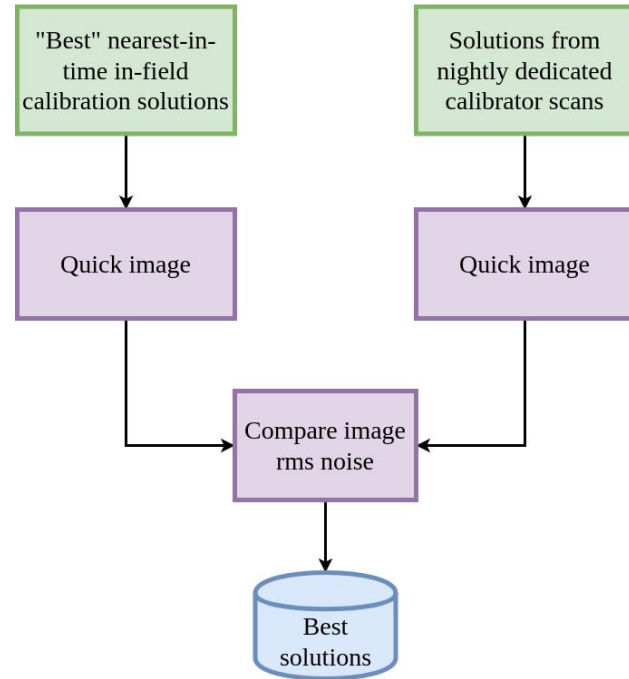 "Best" nearest-in-
time in-field
calibration solutions
Solutions from
nightly dedicated
calibrator scans
Quick image
Quick image
Compare image
rms noise
Best
solutions